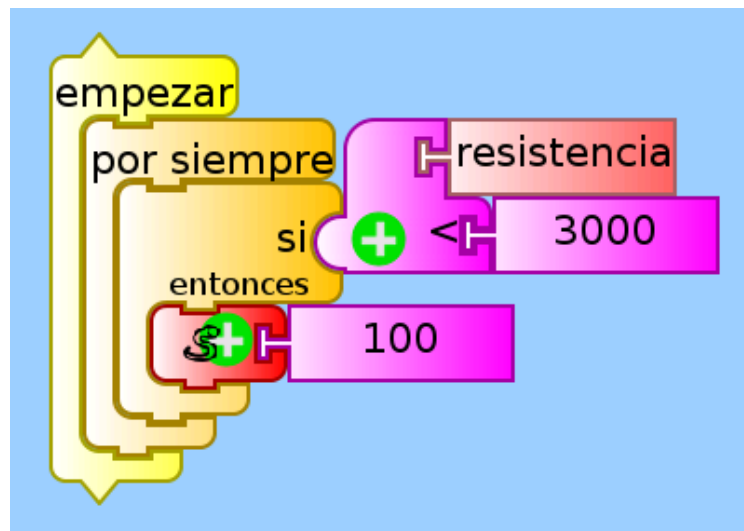 empezar
por siempre
resistencia
si
< 3000
entonces
100